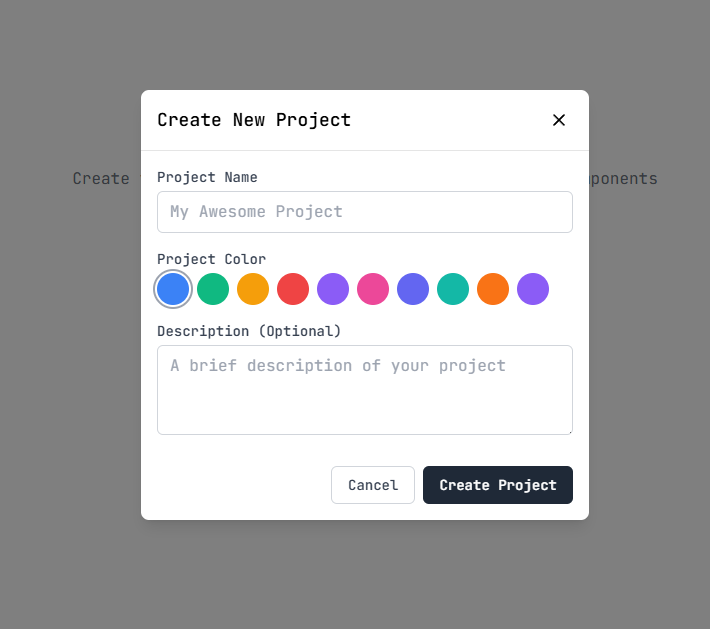 Create New Project
Create
ponents
Project Name
My Awesome Project
Project Color
Description (Optional)
A brief description of your project
Cancel
Create Project